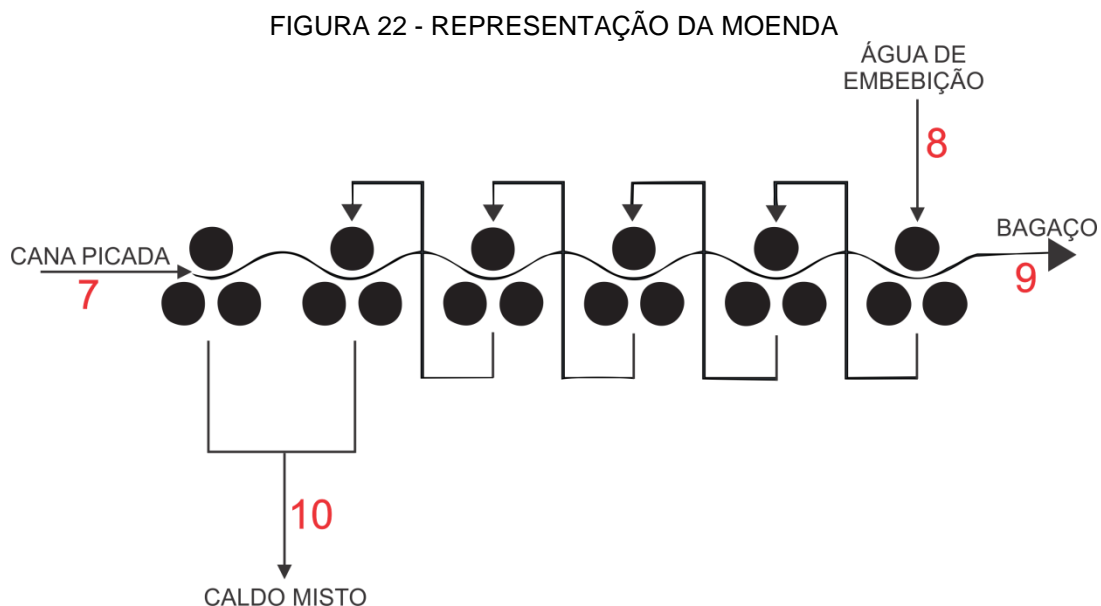 FIGURA 22 - REPRESENTAÇÃO DA MOENDA
ÁGUA DE
EMBEBIÇÃO
8
CANA PICADA
7
BAGAÇO
9
10
CALDO MISTO